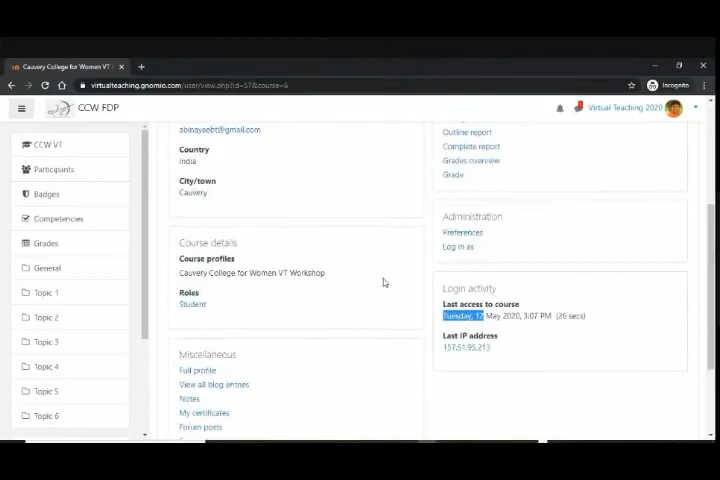 Cauvery College for Women VT
virtualteaching.gnomio.com/user/view.php?id=57&course=6
Incognito
CCW FDP
Virtual Teaching 2020
CCW VT
Participants
Badges
Competencies
Grades
General
Topic 1
Topic 2
Topic 3
Topic 4
Topic 5
Topic 6
abinayaebt@gmail.com
Country
India
City/town
Cauvery
Course details
Course profiles
Cauvery College for Women VT Workshop
Roles
Student
Miscellaneous
Full profile
View all blog entries
Notes
My certificates
Forum posts
Outline report
Complete report
Grades overview
Grade
Administration
Preferences
Log in as
Login activity
Last access to course
Tuesday, 12 May 2020, 3:07 PM (26 secs)
Last IP address
157.51.95.213